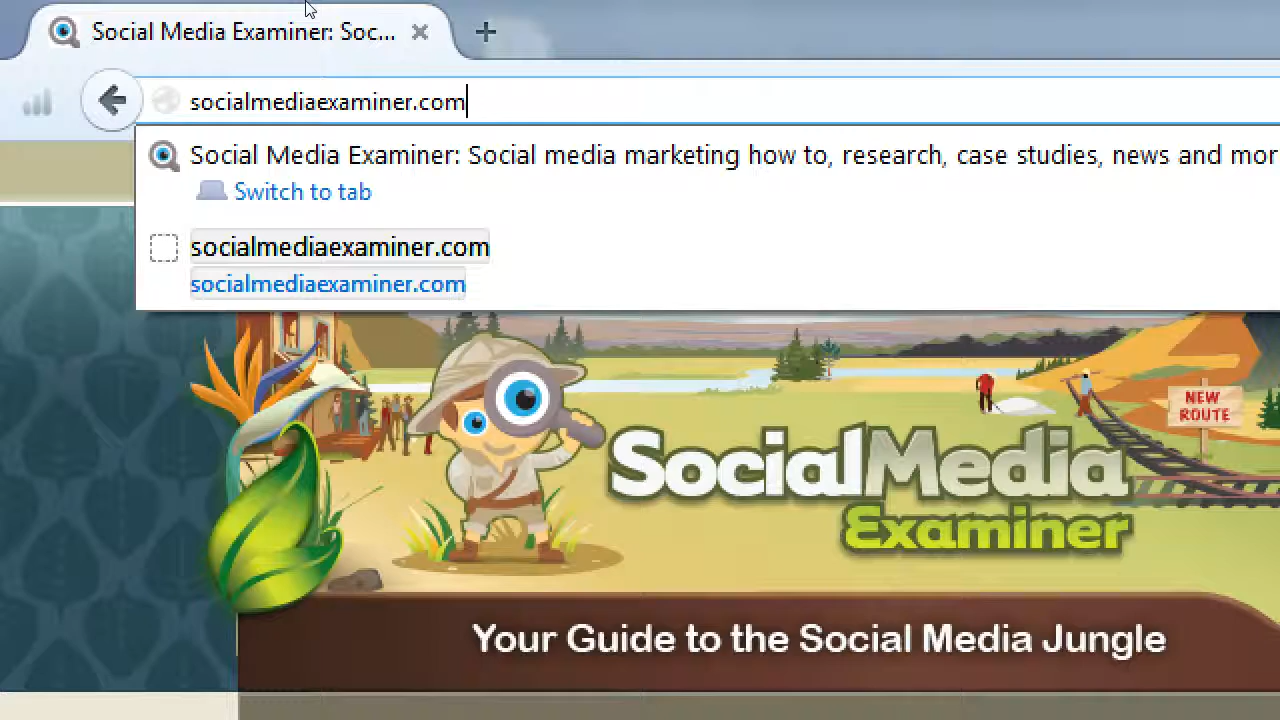 Social Media Examiner: Soc...
socialmediaexaminer.com
Social Media Examiner: Social media marketing how to, research, case studies, news and mor
Switch to tab
socialmediaexaminer.com
socialmediaexaminer.com
NEW
ROUTE
SocialMedia
Examiner
Your Guide to the Social Media Jungle